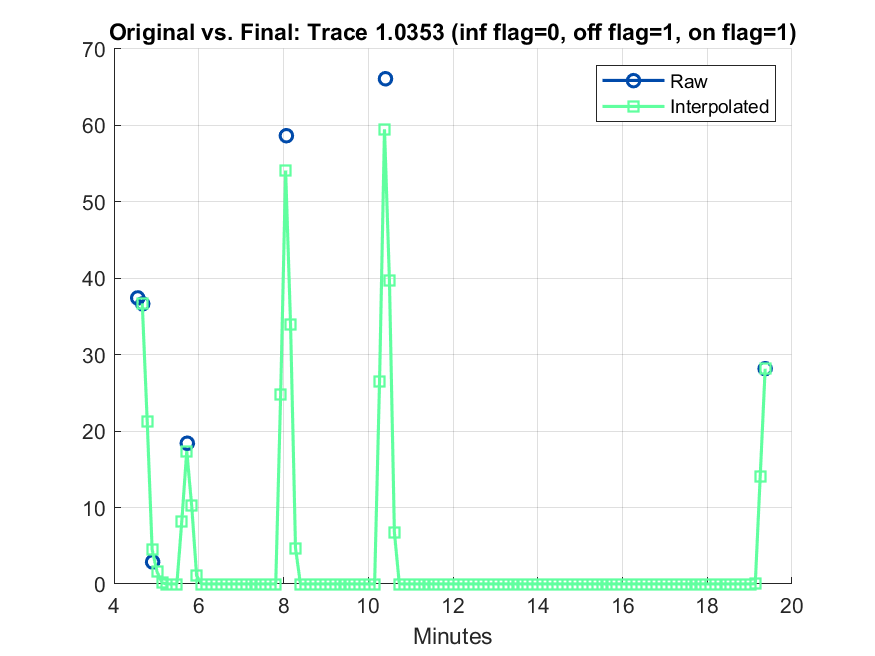 Original vs. Final: Trace 1.0353 (inf flag=0, off flag=1, on flag=1)
70
60
50
40
30
20
10
0
Raw
Interpolated
4 6 8 10 12 14 16 18 20
Minutes